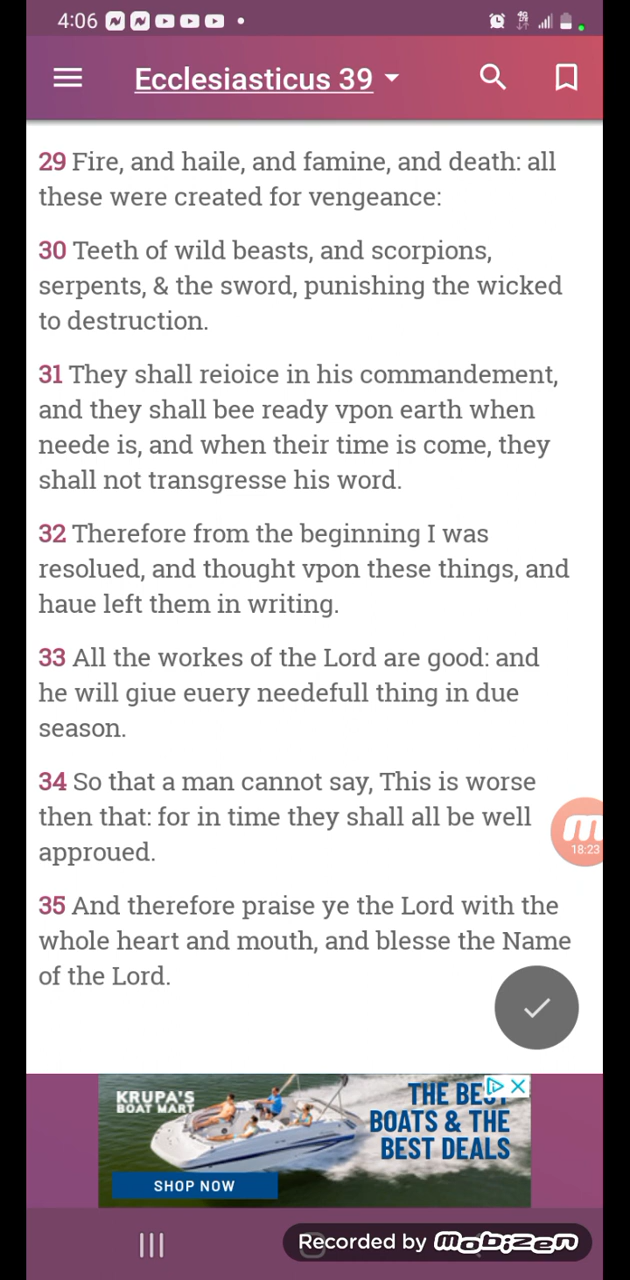 4:06
Ecclesiasticus 39
29 Fire, and haile, and famine, and death: all
these were created for vengeance:
30 Teeth of wild beasts, and scorpions,
serpents, & the sword, punishing the wicked
to destruction.
31 They shall reioice in his commandement,
and they shall bee ready vpon earth when
neede is, and when their time is come, they
shall not transgresse his word.
32 Therefore from the beginning I was
resolued, and thought vpon these things, and
haue left them in writing.
33 All the workes of the Lord are good: and
he will giue euery needefull thing in due
season.
34 So that a man cannot say, This is worse
then that: for in time they shall all be well
approued.
18:23
35 And therefore praise ye the Lord with the
whole heart and mouth, and blesse the Name
of the Lord.
KRUPA'S
BOAT MART
THE BEST
BOATS & THE
BEST DEALS
SHOP NOW
Recorded by mobizen